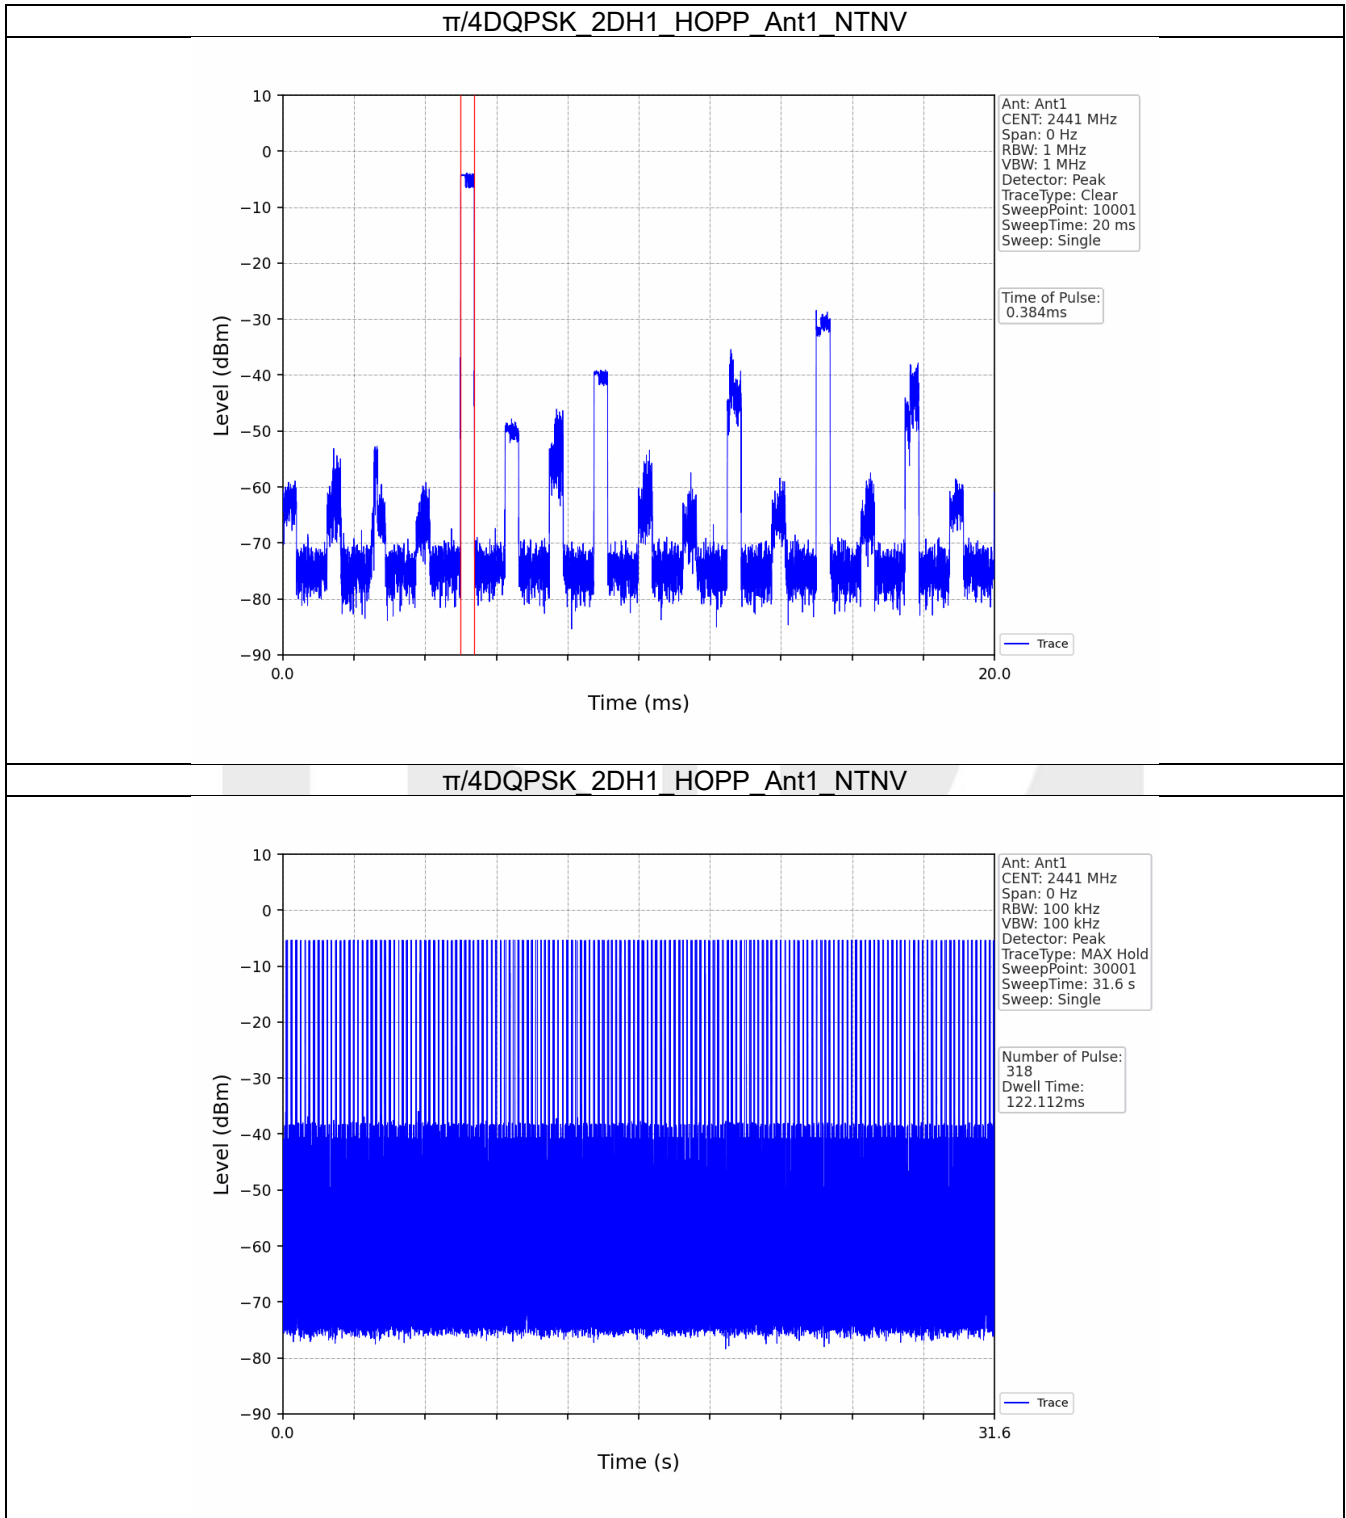 π/4DQPSK_2DH1_HOPP_Ant1_NTNV
10
0
−10
−20
−30
−40
−50
−60
−70
−80
−90
Level (dBm)
0.0
20.0
Time (ms)
Ant: Ant1
CENT: 2441 MHz
Span: 0 Hz
RBW: 1 MHz
VBW: 1 MHz
Detector: Peak
TraceType: Clear
SweepPoint: 10001
SweepTime: 20 ms
Sweep: Single
Time of Pulse:
0.384ms
Trace
π/4DQPSK_2DH1_HOPP_Ant1_NTNV
10
0
−10
−20
−30
−40
−50
−60
−70
−80
−90
Level (dBm)
0.0
31.6
Time (s)
Ant: Ant1
CENT: 2441 MHz
Span: 0 Hz
RBW: 100 kHz
VBW: 100 kHz
Detector: Peak
TraceType: MAX Hold
SweepPoint: 30001
SweepTime: 31.6 s
Sweep: Single
Number of Pulse:
318
Dwell Time:
122.112ms
Trace